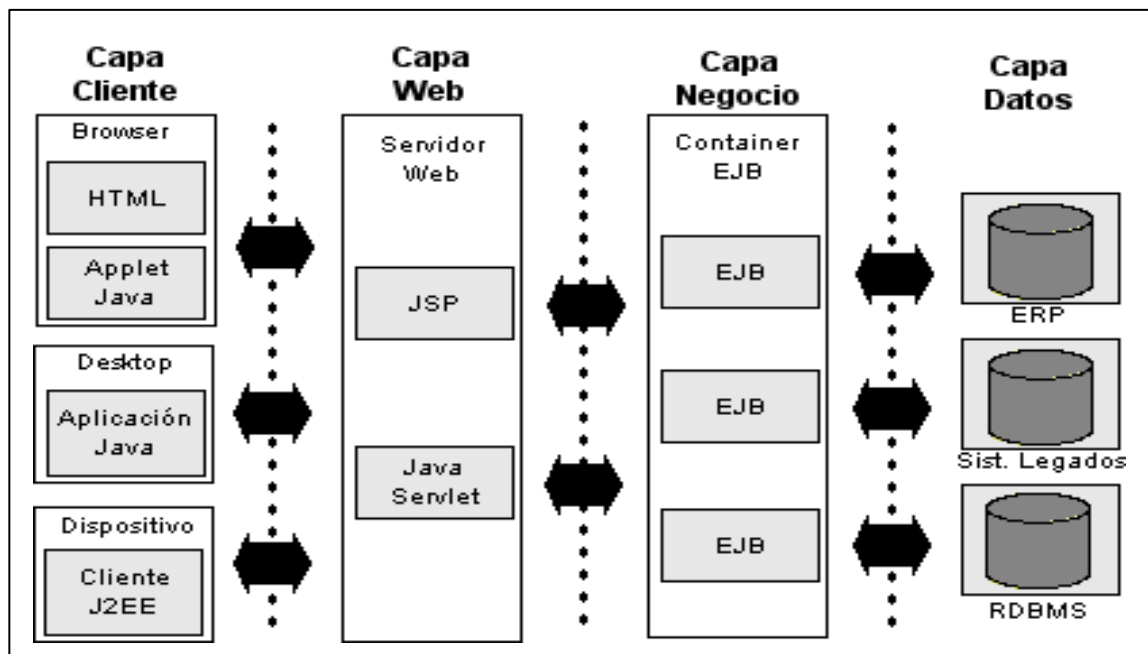 Capa
Cliente
Browser
HTML
Applet
Java
Desktop
Aplicación
Java
Dispositivo
Cliente
J2EE
Capa
Web
Servidor
Web
JSP
Java
Servlet
Capa
Negocio
Container
EJB
EJB
EJB
EJB
Capa
Datos
ERP
Sist. Legados
RDBMS